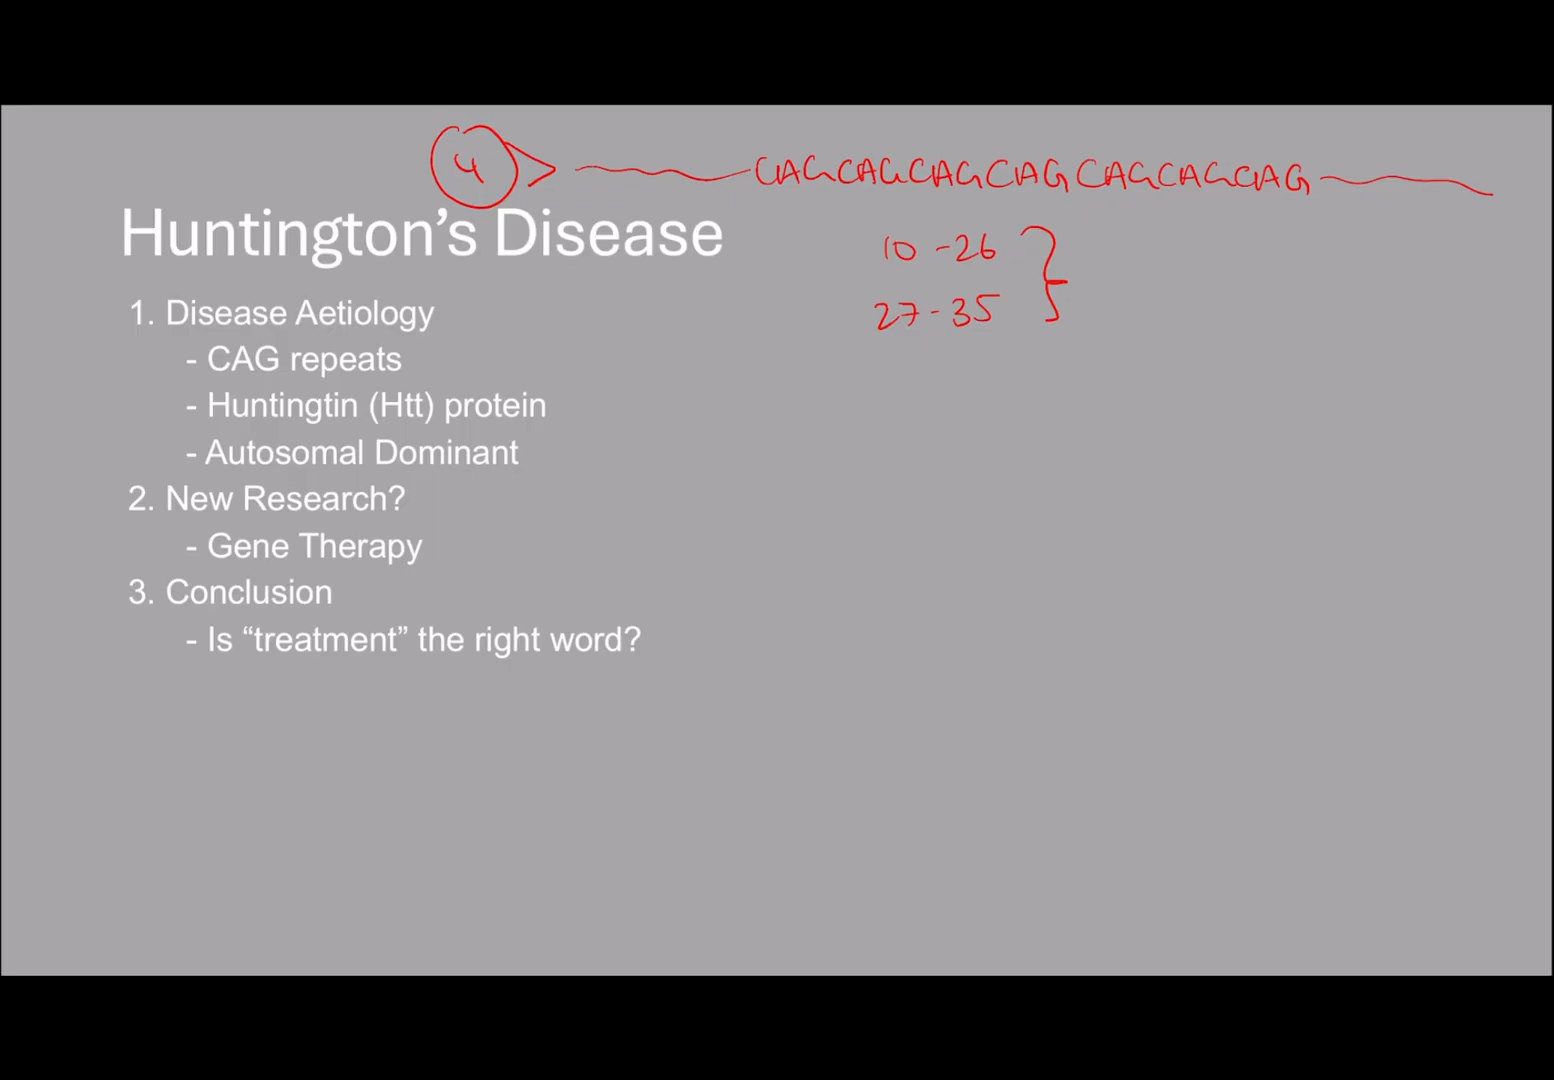 4
CAGCAGCAGCAGCAGCAGCAG
Huntington’s Disease
10 - 26
27 - 35
1. Disease Aetiology
- CAG repeats
- Huntingtin (Htt) protein
- Autosomal Dominant
2. New Research?
- Gene Therapy
3. Conclusion
- Is “treatment” the right word?